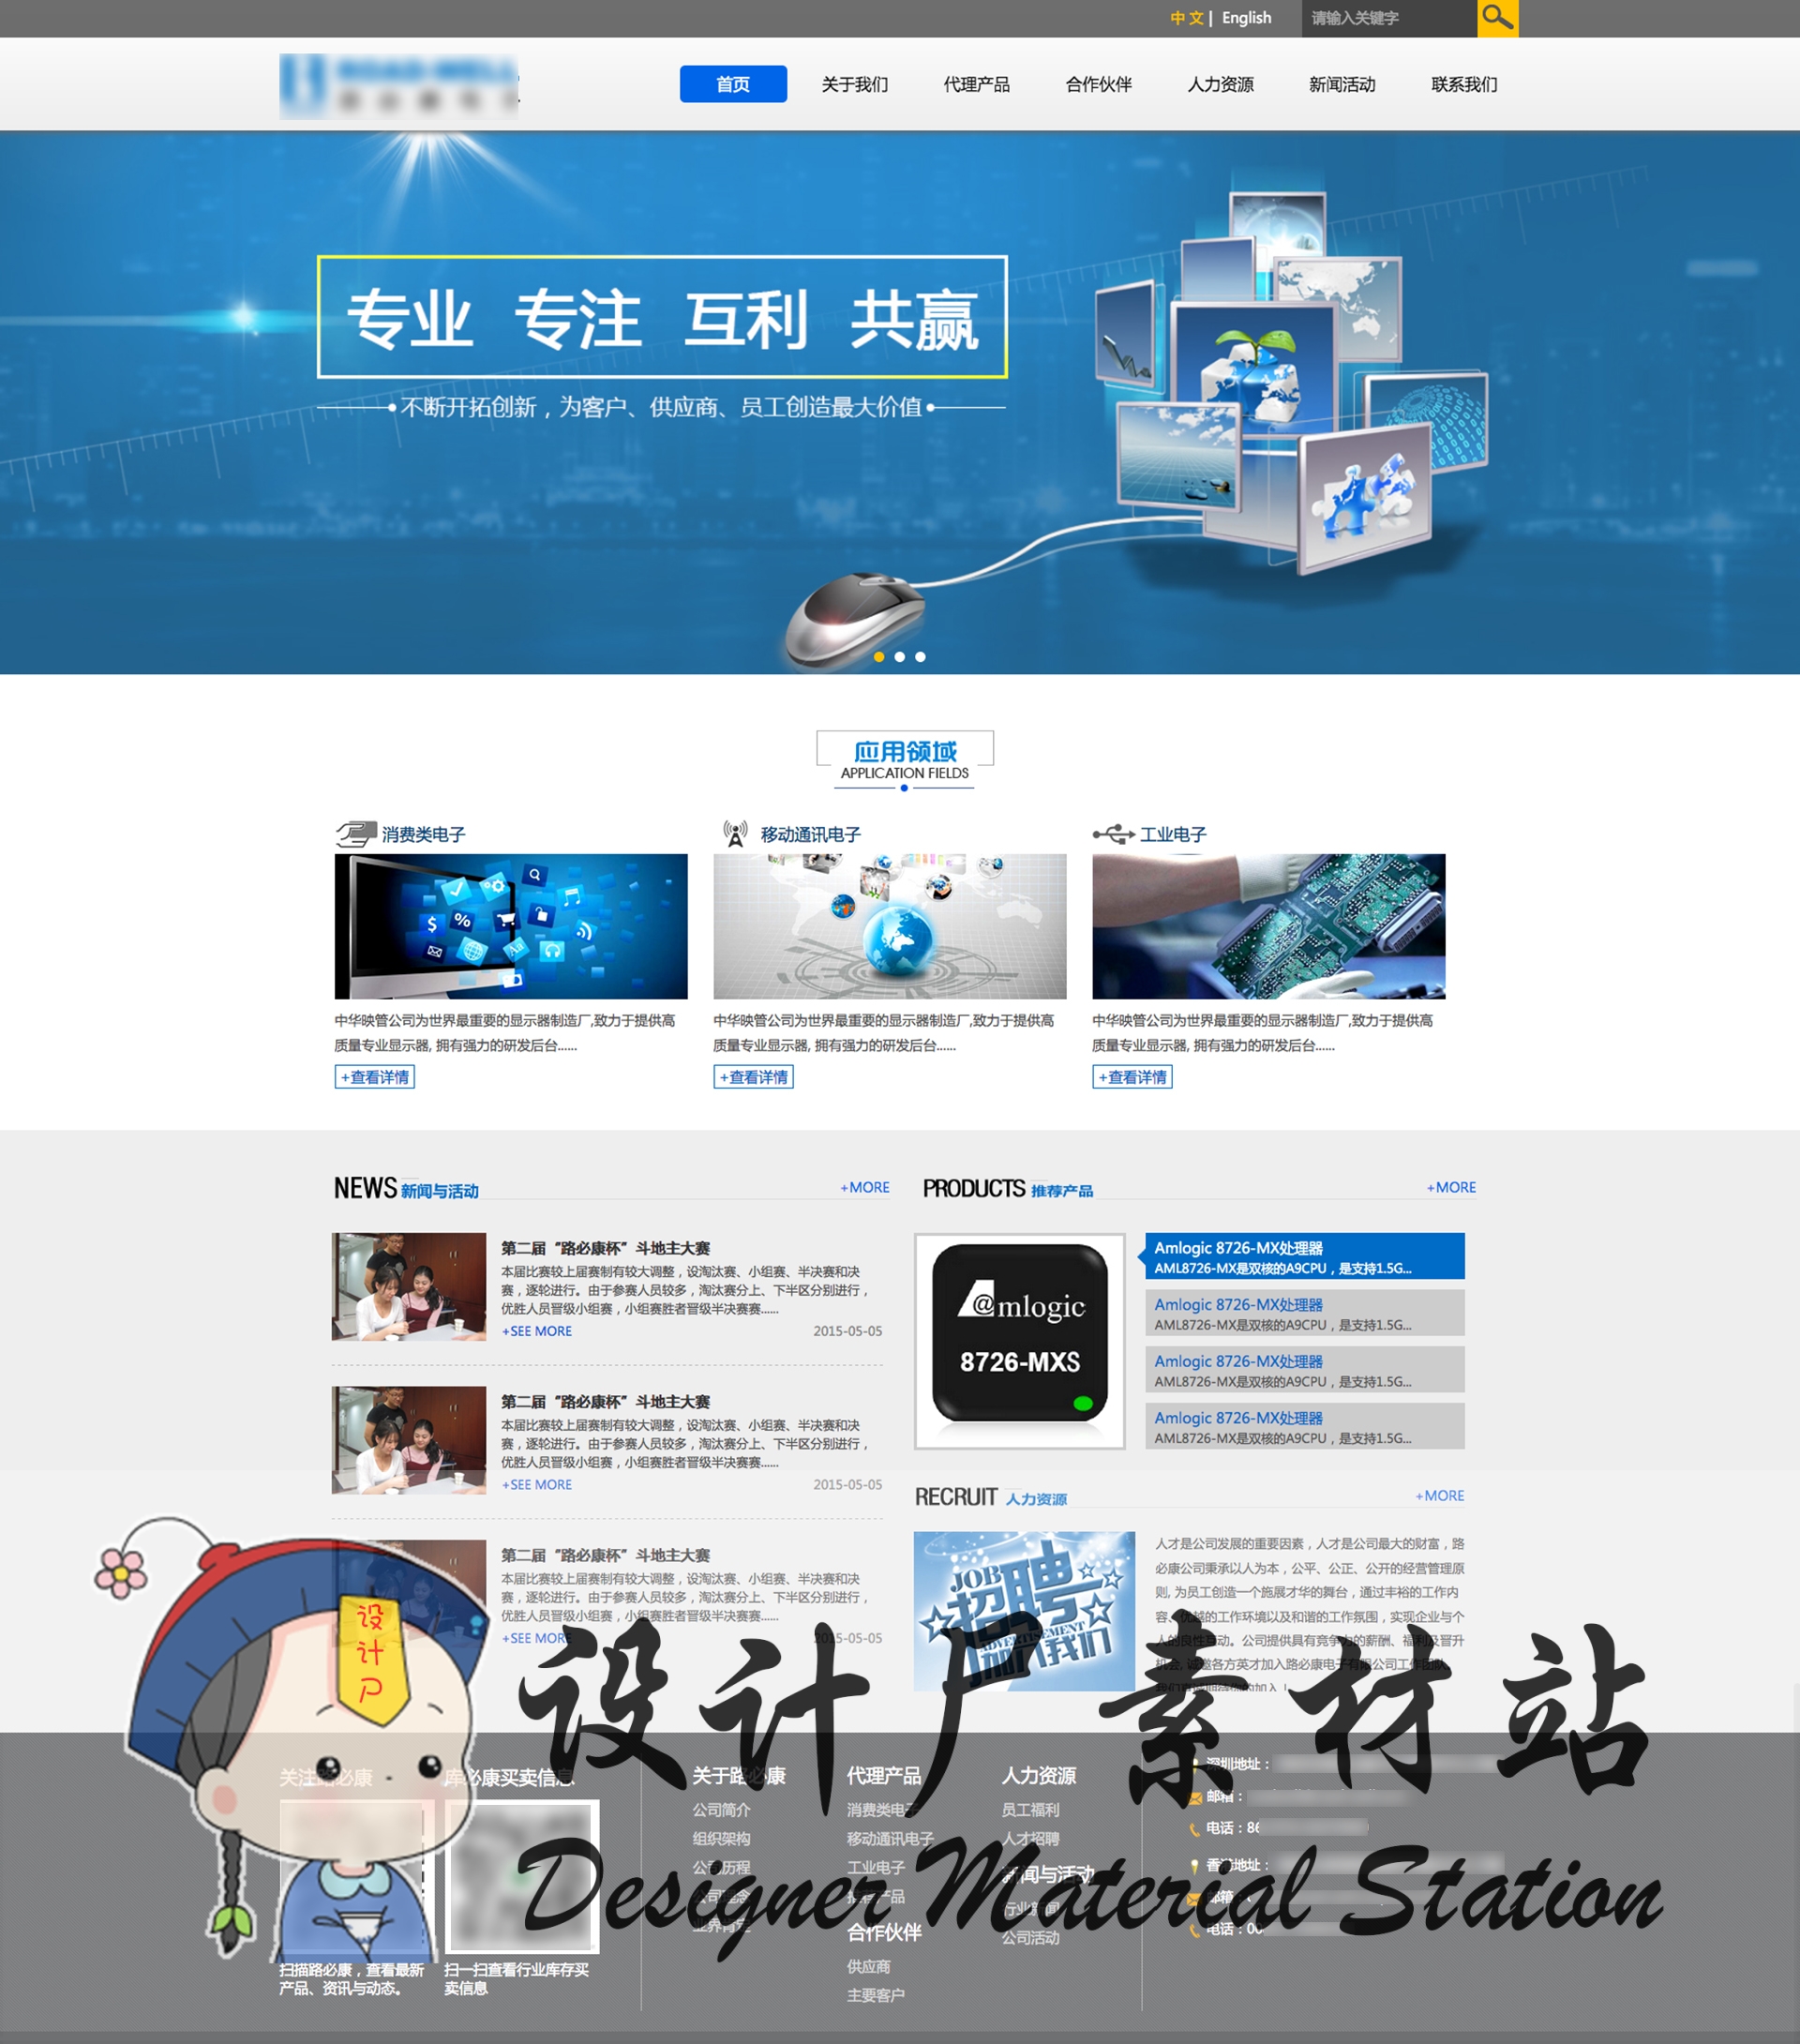 中 文 | English
请输入关键字
首页
关于我们
代理产品
合作伙伴
人力资源
新闻活动
联系我们
专业 专注 互利 共赢
不断开拓创新，为客户、供应商、员工创造最大价值
应用领域
APPLICATION FIELDS
消费类电子
中华映管公司为世界最重要的显示器制造厂,致力于提供高
质量专业显示器, 拥有强力的研发后台......
+查看详情
移动通讯电子
中华映管公司为世界最重要的显示器制造厂,致力于提供高
质量专业显示器, 拥有强力的研发后台......
+查看详情
工业电子
中华映管公司为世界最重要的显示器制造厂,致力于提供高
质量专业显示器, 拥有强力的研发后台......
+查看详情
NEWS 新闻与活动
+MORE
第二届“路必康杯”斗地主大赛
本届比赛较上届赛制有较大调整，设淘汰赛、小组赛、半决赛和决
赛，逐轮进行。由于参赛人员较多，淘汰赛分上、下半区分别进行，
优胜人员晋级小组赛，小组赛胜者晋级半决赛赛......
+SEE MORE
2015-05-05
第二届“路必康杯”斗地主大赛
本届比赛较上届赛制有较大调整，设淘汰赛、小组赛、半决赛和决
赛，逐轮进行。由于参赛人员较多，淘汰赛分上、下半区分别进行，
优胜人员晋级小组赛，小组赛胜者晋级半决赛赛......
+SEE MORE
2015-05-05
第二届“路必康杯”斗地主大赛
本届比赛较上届赛制有较大调整，设淘汰赛、小组赛、半决赛和决
赛，逐轮进行。由于参赛人员较多，淘汰赛分上、下半区分别进行，
优胜人员晋级小组赛，小组赛胜者晋级半决赛赛......
+SEE MORE
2015-05-05
PRODUCTS 推荐产品
+MORE
Amlogic
8726-MXS
Amlogic 8726-MX处理器
AML8726-MX是双核的A9CPU，是支持1.5G...
Amlogic 8726-MX处理器
AML8726-MX是双核的A9CPU，是支持1.5G...
Amlogic 8726-MX处理器
AML8726-MX是双核的A9CPU，是支持1.5G...
Amlogic 8726-MX处理器
AML8726-MX是双核的A9CPU，是支持1.5G...
RECRUIT 人力资源
+MORE
JOB
招聘
ADVERTISEMENT
加入我们
人才是公司发展的重要因素，人才是公司最大的财富，路
必康公司秉承以人为本，公平、公正、公开的经营管理原
则, 为员工创造一个施展才华的舞台，通过丰裕的工作内
容、优越的工作环境以及和谐的工作氛围，实现企业与个
人的良性互动。公司提供具有竞争力的薪酬、福利及晋升
机会, 诚邀各方英才加入路必康电子有限公司工作团队。
设计户
设计户 素材站
Designer Material Station
关注路必康
扫描路必康，查看最新
产品、资讯与动态。
库必康买卖信息
扫一扫查看行业库存买
卖信息
关于路必康
公司简介
组织架构
公司历程
公司理念
代理产品
消费类电子
移动通讯电子
工业电子
推荐产品
合作伙伴
供应商
主要客户
人力资源
员工福利
人才招聘
新闻与活动
行业新闻
公司活动
深圳地址：
邮箱：
电话：86
香港地址：
邮箱：
电话：00